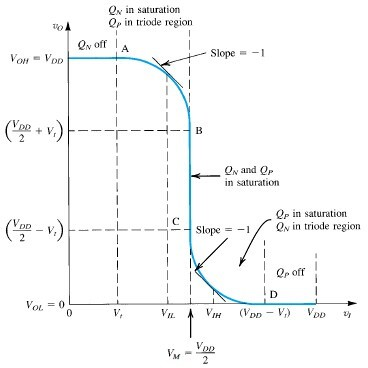 Q_N in saturation
Q_P in triode region
v_O
Q_N off
A
Slope = −1
V_OH = V_DD
(V_DD/2 + V_t)
B
Q_N and Q_P
in saturation
(V_DD/2 − V_t)
C
Slope = −1
Q_P in saturation
Q_N in triode region
Q_P off
D
V_OL = 0
0
V_t
V_IL
V_IH
(V_DD − V_t)
V_DD
v_I
V_M = V_DD/2